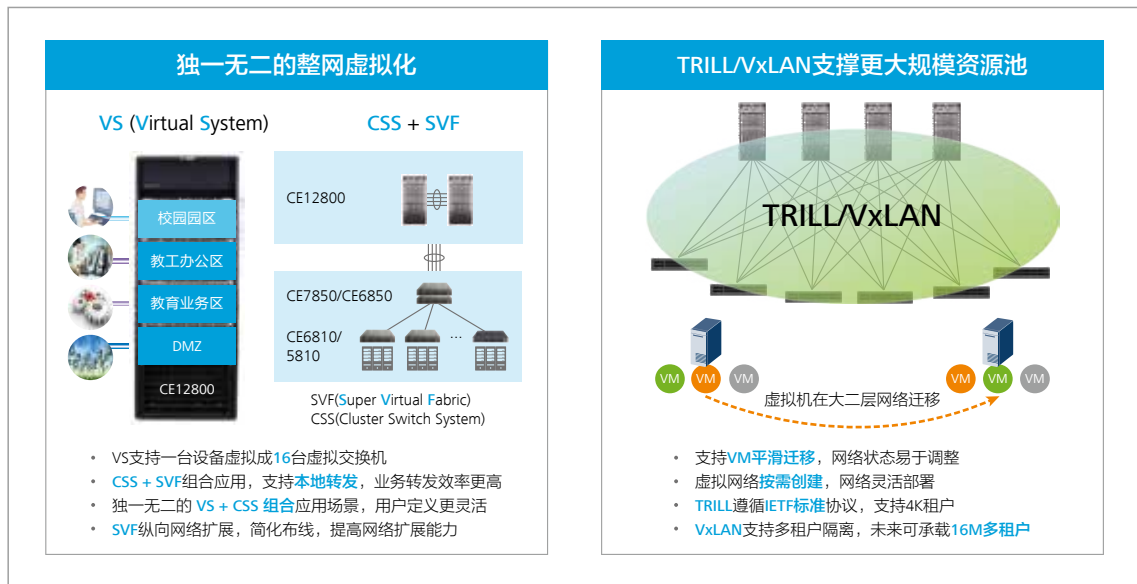 独一无二的整网虚拟化
VS (Virtual System)
CSS + SVF
校园园区
教工办公区
教育业务区
DMZ
CE12800
CE12800
CE7850/CE6850
CE6810/
5810
...
SVF(Super Virtual Fabric)
CSS(Cluster Switch System)
• VS支持一台设备虚拟成16台虚拟交换机
• CSS + SVF组合应用，支持本地转发，业务转发效率更高
• 独一无二的 VS + CSS 组合应用场景，用户定义更灵活
• SVF纵向网络扩展，简化布线，提高网络扩展能力
TRILL/VxLAN支撑更大规模资源池
TRILL/VxLAN
VM VM VM
VM VM VM
虚拟机在大二层网络迁移
• 支持VM平滑迁移，网络状态易于调整
• 虚拟网络按需创建，网络灵活部署
• TRILL遵循IETF标准协议，支持4K租户
• VxLAN支持多租户隔离，未来可承载16M多租户